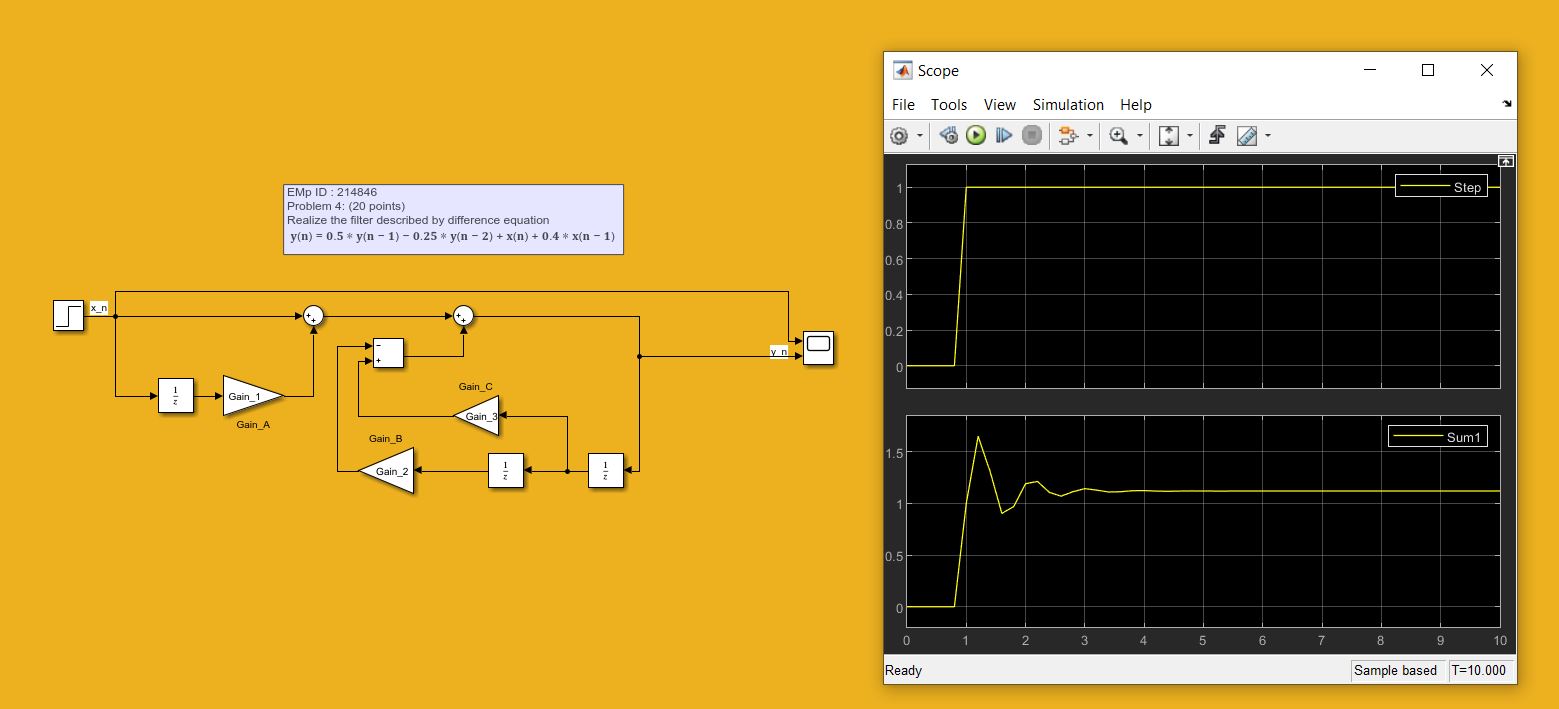 EMp ID : 214846
Problem 4: (20 points)
Realize the filter described by difference equation
y(n) = 0.5 * y(n − 1) − 0.25 * y(n − 2) + x(n) + 0.4 * x(n − 1)
x_n
+
+
+
+
−
+
y_n
1
z
Gain_1
Gain_A
Gain_C
Gain_3
Gain_B
Gain_2
1
z
1
z
Scope
File Tools View Simulation Help
Step
1
0.8
0.6
0.4
0.2
0
Sum1
1.5
1
0.5
0
0 1 2 3 4 5 6 7 8 9 10
Ready Sample based T=10.000